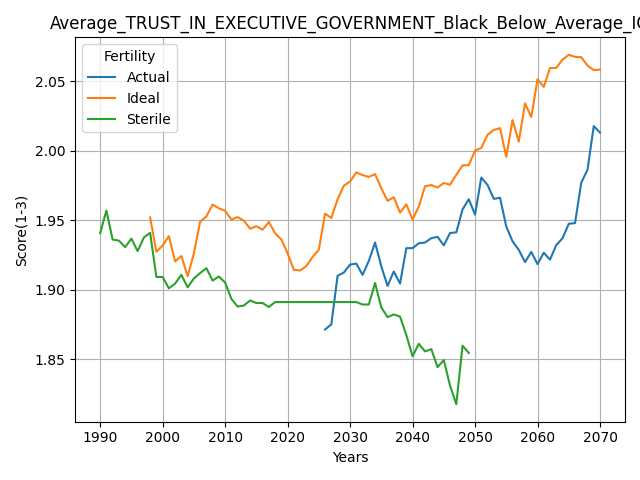 Average_TRUST_IN_EXECUTIVE_GOVERNMENT_Black_Below_Average_IQ
Fertility
Actual
Ideal
Sterile
2.05
2.00
1.95
1.90
1.85
Score(1-3)
1990 2000 2010 2020 2030 2040 2050 2060 2070
Years